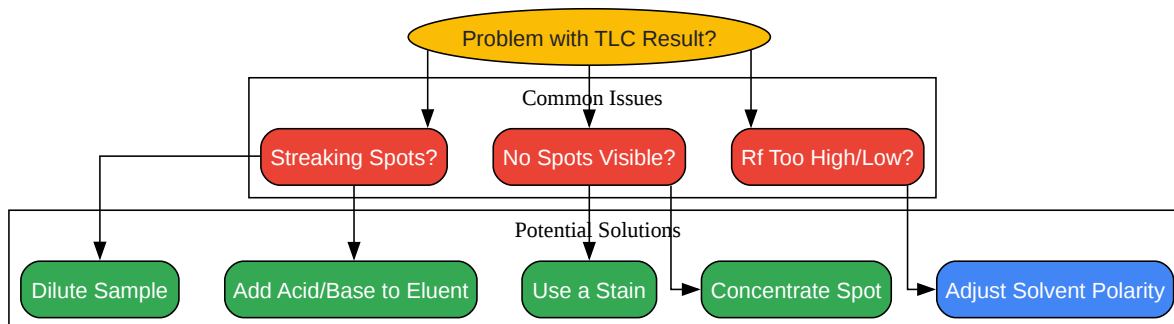 Problem with TLC Result?
Common Issues
Streaking Spots?
No Spots Visible?
Rf Too High/Low?
Potential Solutions
Dilute Sample
Add Acid/Base to Eluent
Use a Stain
Concentrate Spot
Adjust Solvent Polarity